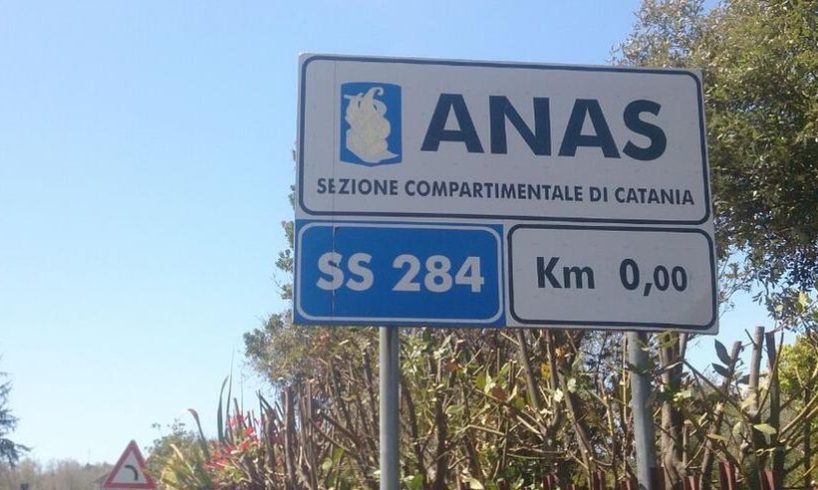 ANAS
SEZIONE COMPARTIMENTALE DI CATANIA
SS 284
Km 0,00